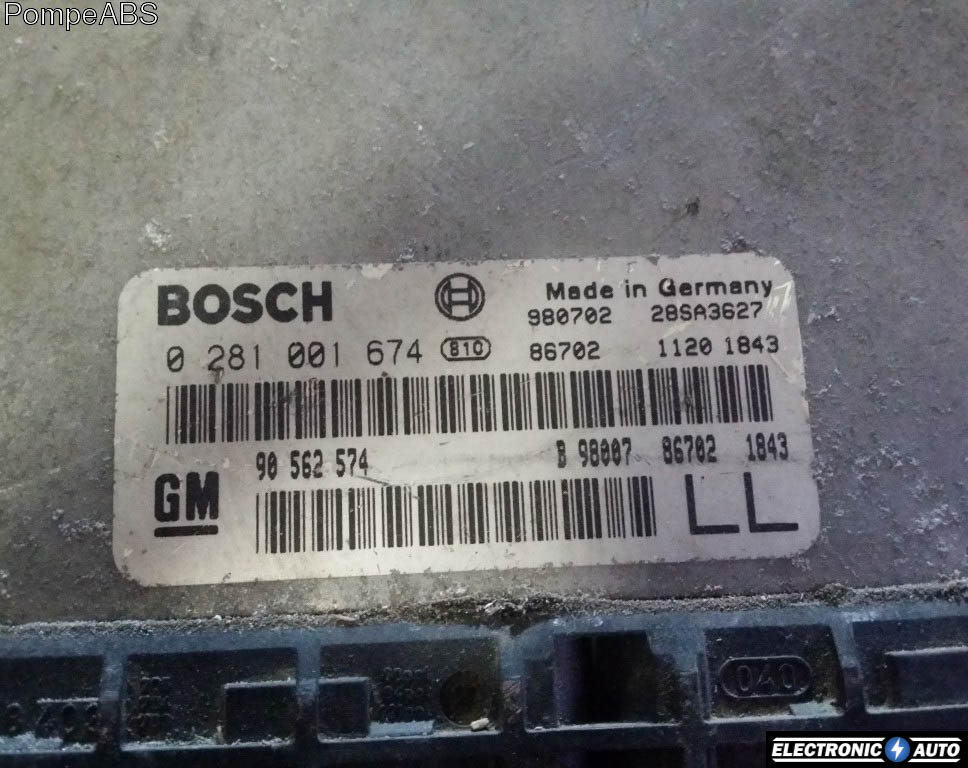 PompeABS
BOSCH Made in Germany
980702 28SA3627
0 281 001 674 810 86702 1120 1843
90 562 574 B 98007 86702 1843
GM LL
040
ELECTRONIC AUTO